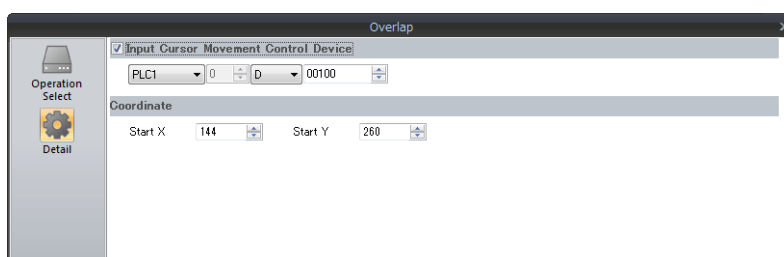 Overlap
Input Cursor Movement Control Device
PLC1 0 D 00100
Operation
Select
Coordinate
Start X 144 Start Y 260
Detail